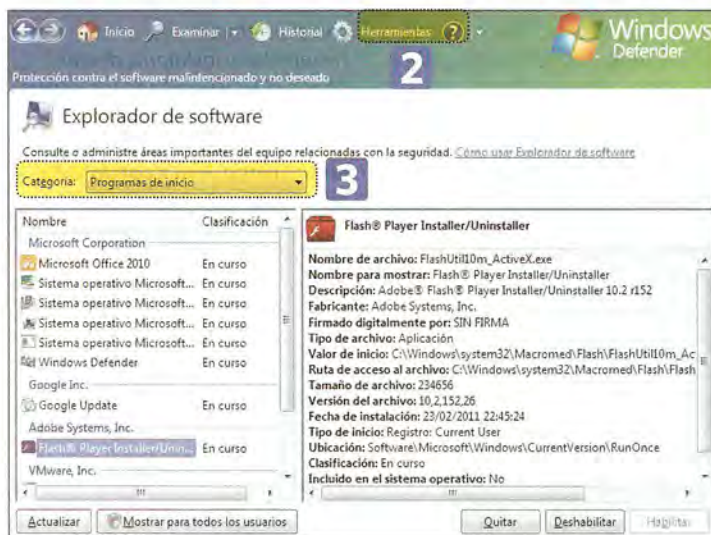 Inicio Examinar Historial Herramientas ?
2
Windows
Defender
Protección contra el software malintencionado y no deseado
Explorador de software
Consulte o administre áreas importantes del equipo relacionadas con la seguridad. Cómo usar Explorador de software
Categoría: Programas de inicio
3
Nombre Clasificación
Microsoft Corporation
Microsoft Office 2010 En curso
Sistema operativo Microsoft... En curso
Sistema operativo Microsoft... En curso
Sistema operativo Microsoft... En curso
Sistema operativo Microsoft... En curso
Windows Defender En curso
Google Inc.
Google Update En curso
Adobe Systems, Inc.
Flash® Player Installer/Unin... En curso
VMware, Inc.
Flash® Player Installer/Uninstaller
Nombre de archivo: FlashUtil10m_ActiveX.exe
Nombre para mostrar: Flash® Player Installer/Uninstaller
Descripción: Adobe® Flash® Player Installer/Uninstaller 10.2 r152
Fabricante: Adobe Systems, Inc.
Firmado digitalmente por: SIN FIRMA
Tipo de archivo: Aplicación
Valor de inicio: C:\Windows\system32\Macromed\Flash\FlashUtil10m_Ac
Ruta de acceso al archivo: C:\Windows\system32\Macromed\Flash\Flash
Tamaño de archivo: 234656
Versión del archivo: 10,2,152,26
Fecha de instalación: 23/02/2011 22:45:24
Tipo de inicio: Registro: Current User
Ubicación: Software\Microsoft\Windows\CurrentVersion\RunOnce
Clasificación: En curso
Incluido en el sistema operativo: No
Actualizar Mostrar para todos los usuarios Quitar Deshabilitar Habilitar